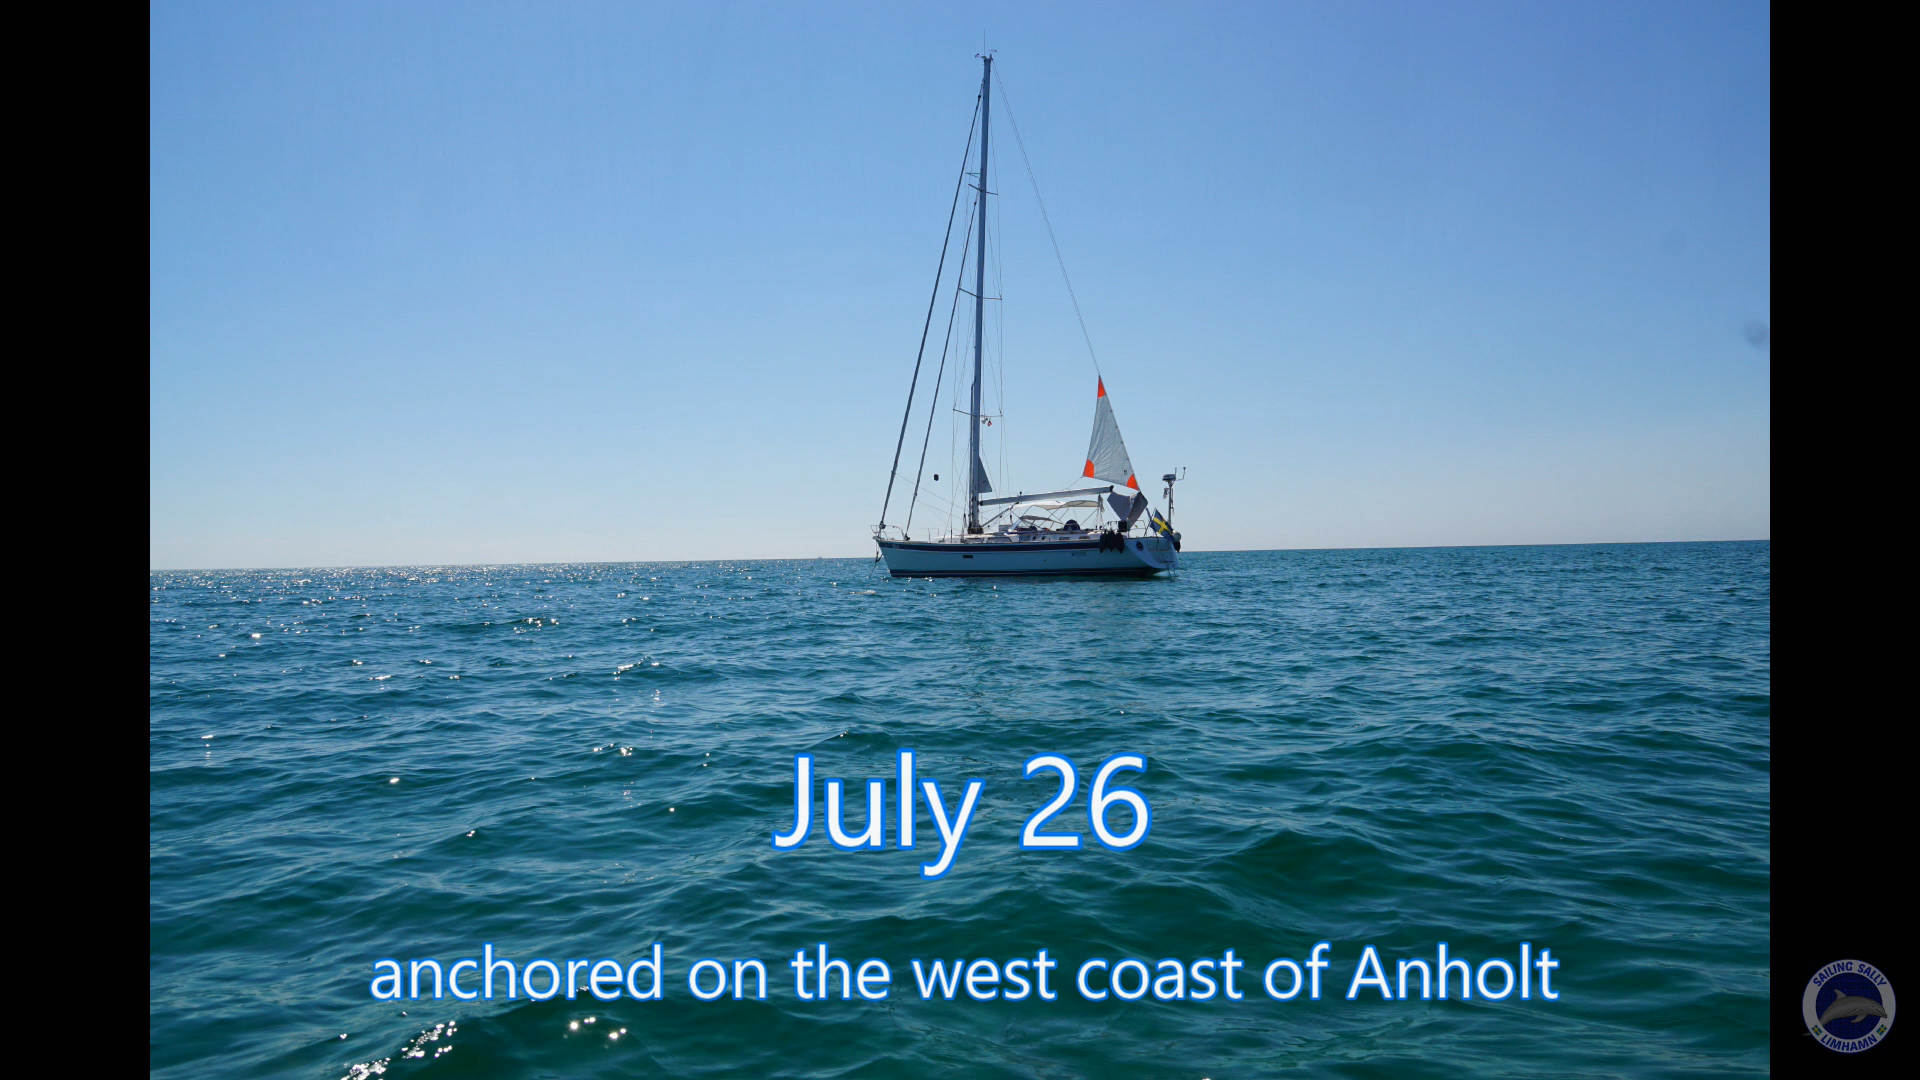 July 26
anchored on the west coast of Anholt
SAILING SALLY
LIMHAMN